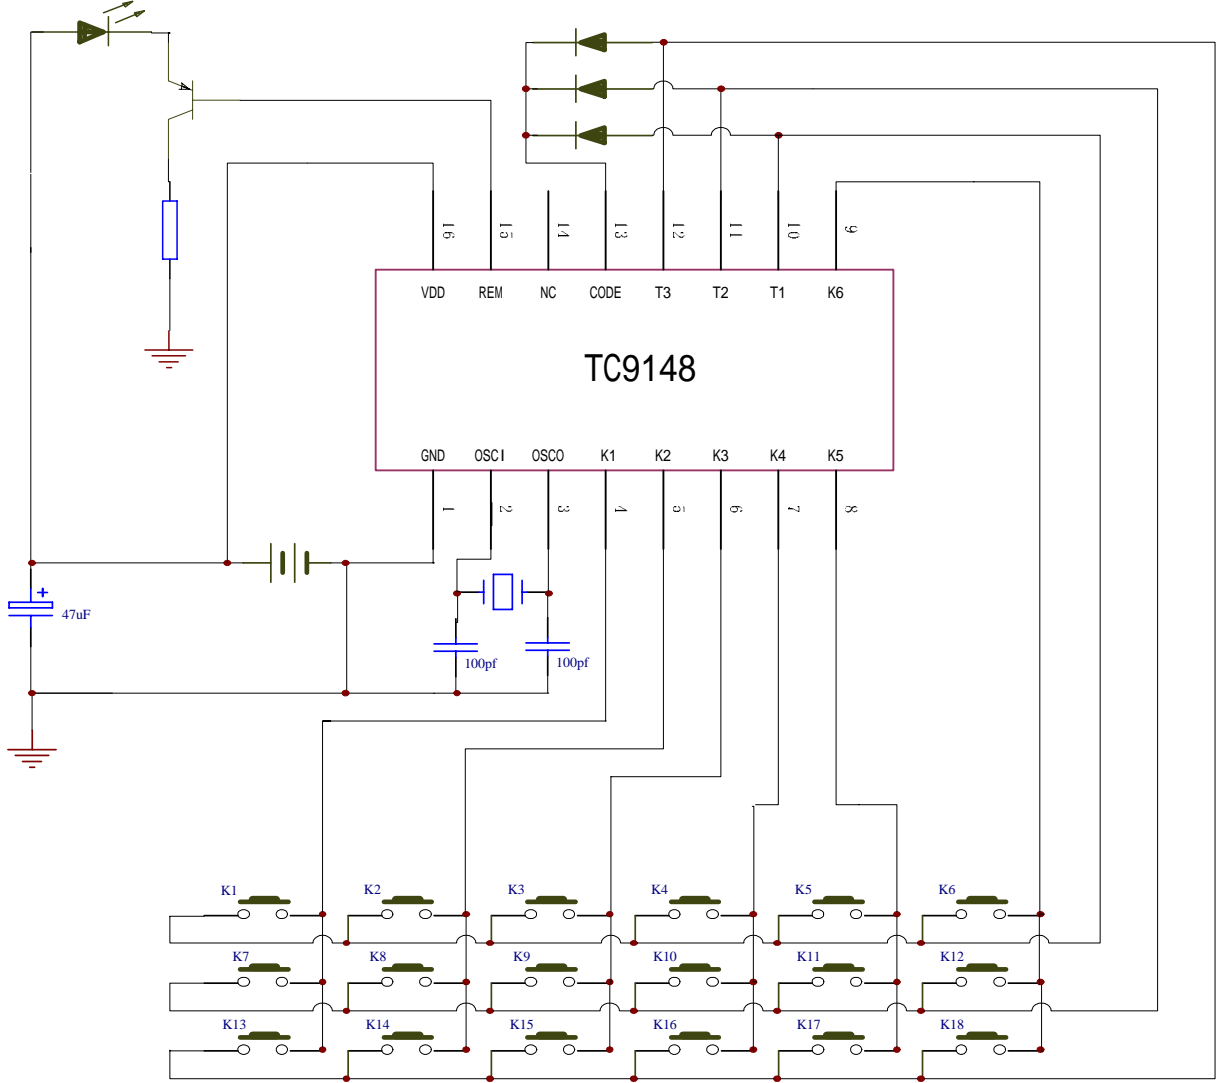 16 15 14 13 12 11 10 9
VDD REM NC CODE T3 T2 T1 K6
TC9148
GND OSCI OSCO K1 K2 K3 K4 K5
1 2 3 4 5 6 7 8
+
47uF
100pf 100pf
K1 K2 K3 K4 K5 K6
K7 K8 K9 K10 K11 K12
K13 K14 K15 K16 K17 K18